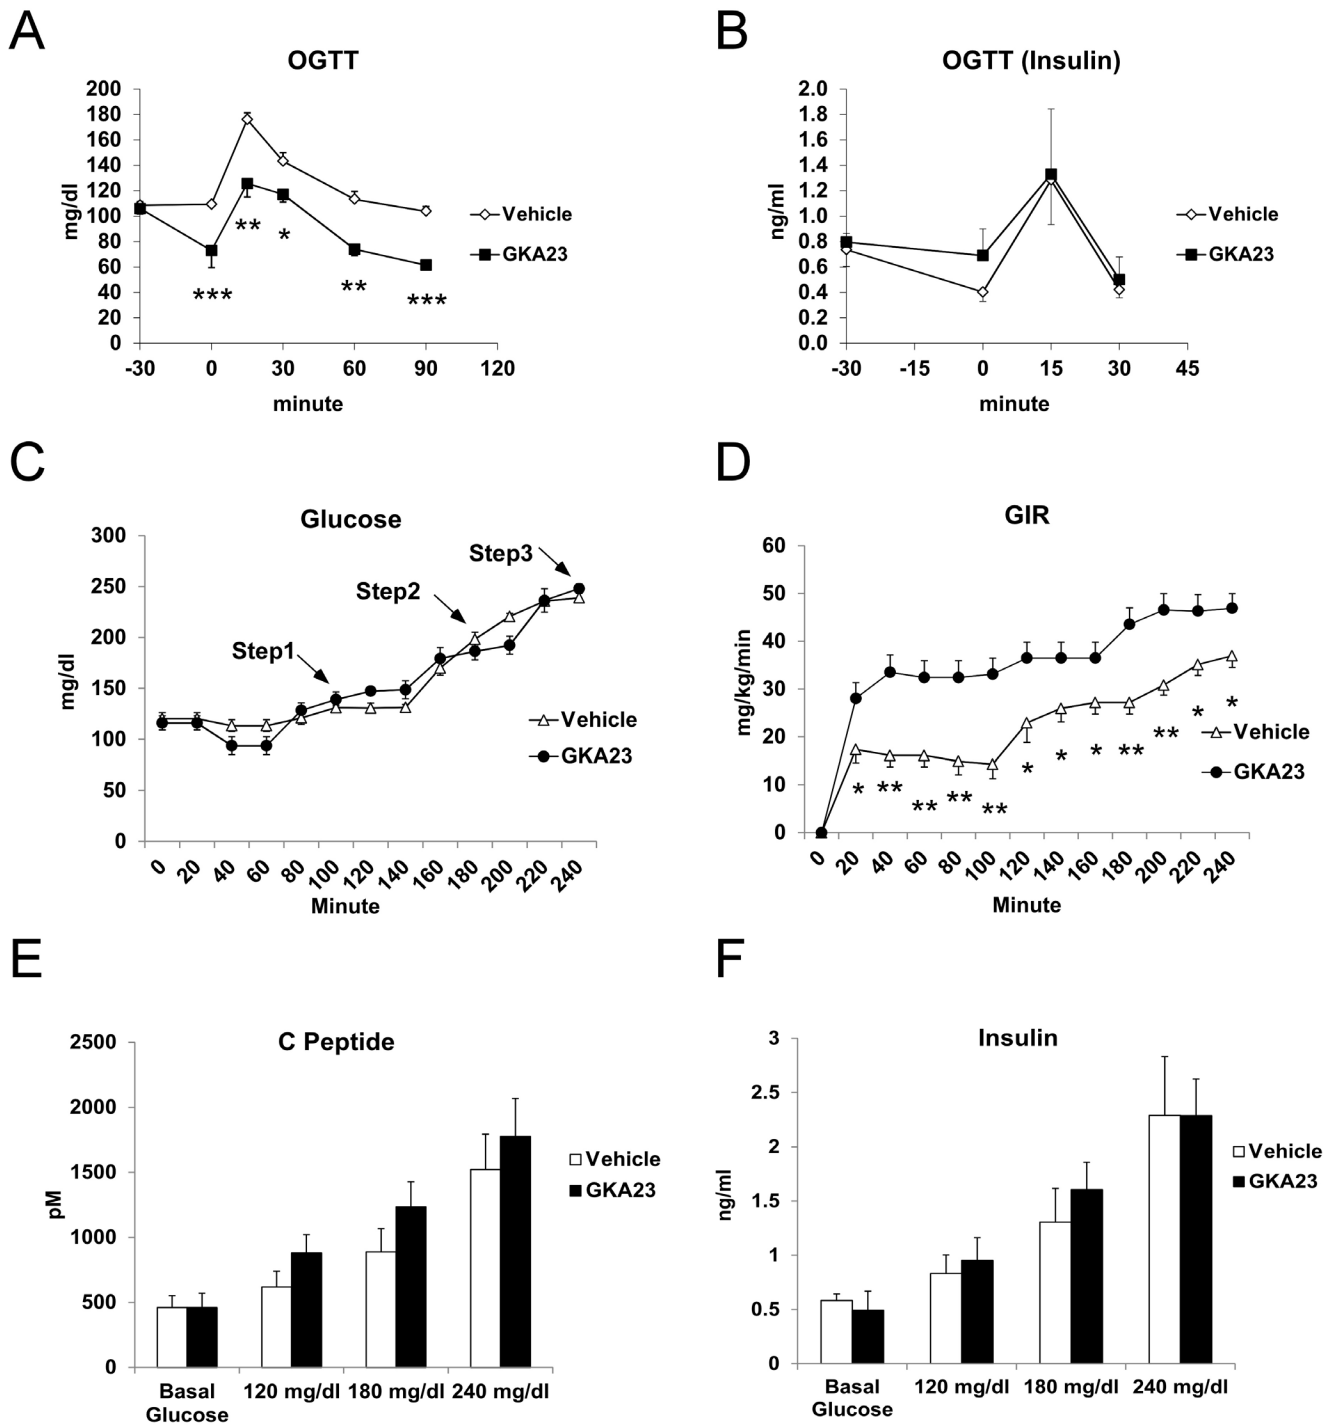 A
OGTT
200
180
160
140
120
100
80
60
40
20
0
mg/dl
** 
*
***
**
***
-30 0 30 60 90 120
minute
Vehicle
GKA23
B
OGTT (Insulin)
2.0
1.8
1.6
1.4
1.2
1.0
0.8
0.6
0.4
0.2
0.0
ng/ml
-30 -15 0 15 30 45
minute
Vehicle
GKA23
C
Glucose
300
250
200
150
100
50
0
mg/dl
Step3
Step2
Step1
0 20 40 60 80 100 120 140 160 180 200 220 240
Minute
Vehicle
GKA23
D
GIR
60
50
40
30
20
10
0
mg/kg/min
* ** ** ** ** * * * ** ** * *
0 20 40 60 80 100 120 140 160 180 200 220 240
Minute
Vehicle
GKA23
E
C Peptide
2500
2000
1500
1000
500
0
pM
Basal 120 mg/dl 180 mg/dl 240 mg/dl
Glucose
Vehicle
GKA23
F
Insulin
3
2.5
2
1.5
1
0.5
0
ng/ml
Basal 120 mg/dl 180 mg/dl 240 mg/dl
Glucose
Vehicle
GKA23